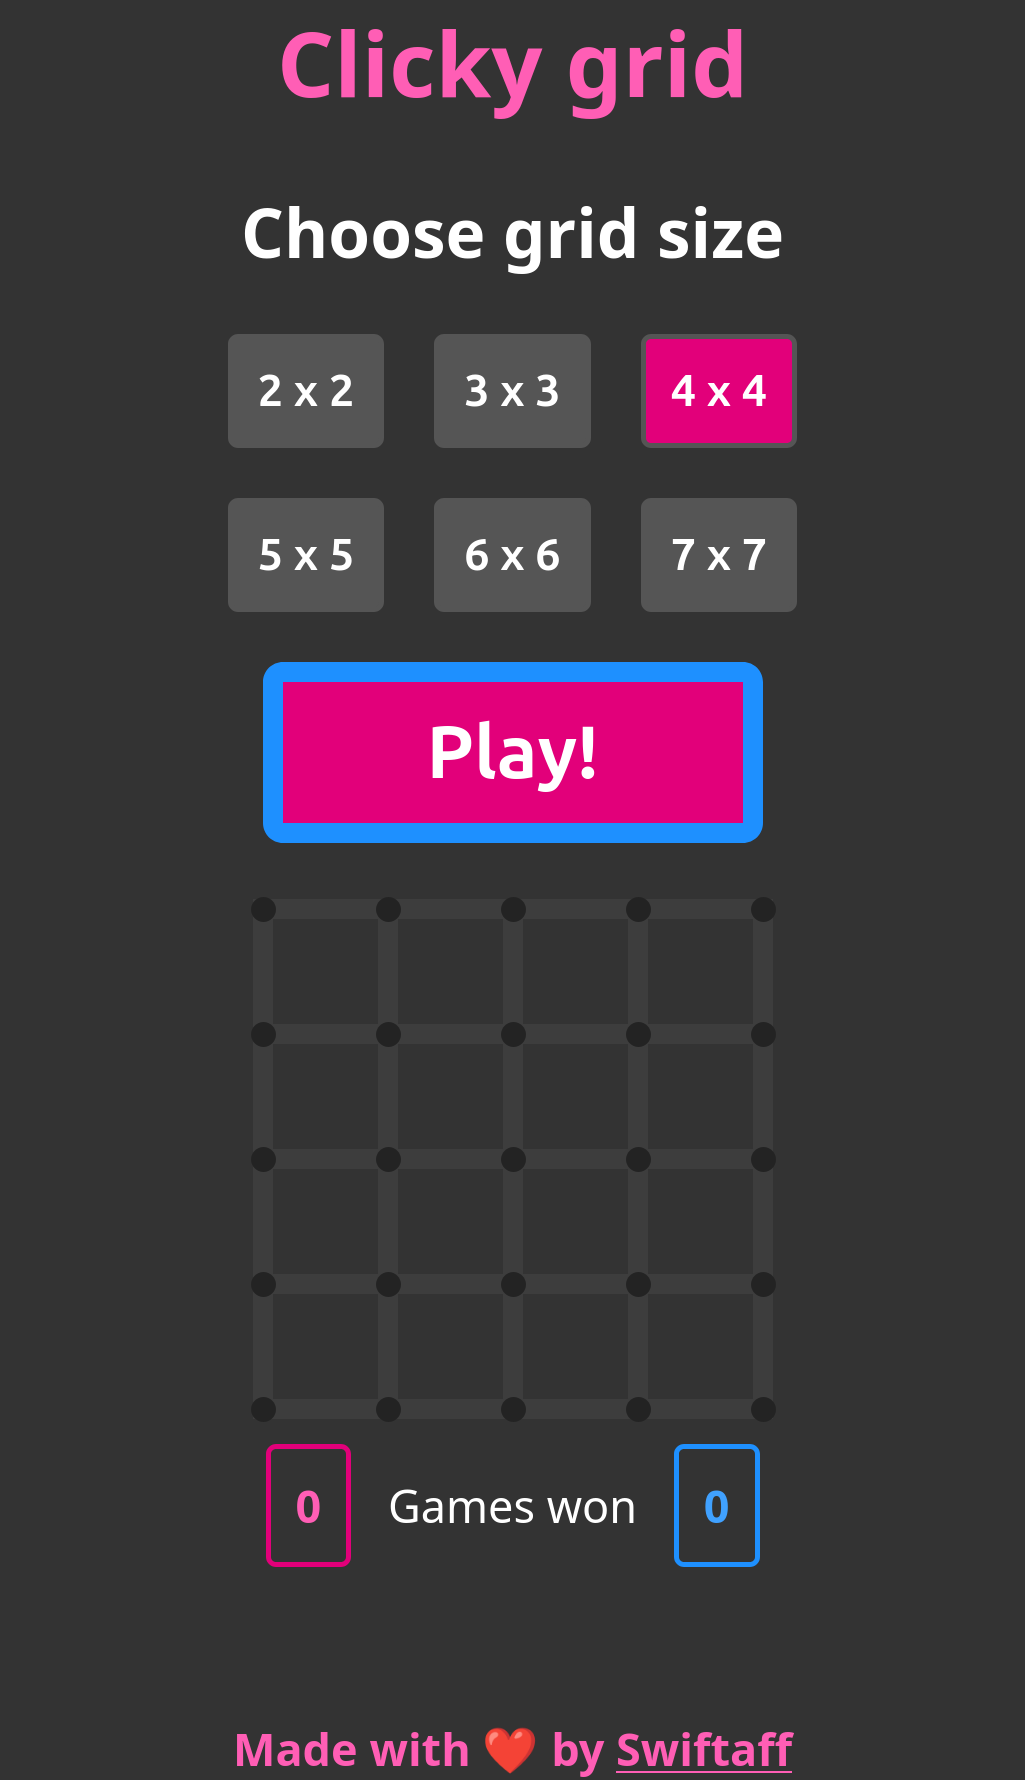 Clicky grid
Choose grid size
2 x 2 3 x 3 4 x 4
5 x 5 6 x 6 7 x 7
Play!
0 Games won 0
Made with ❤️ by Swiftaff